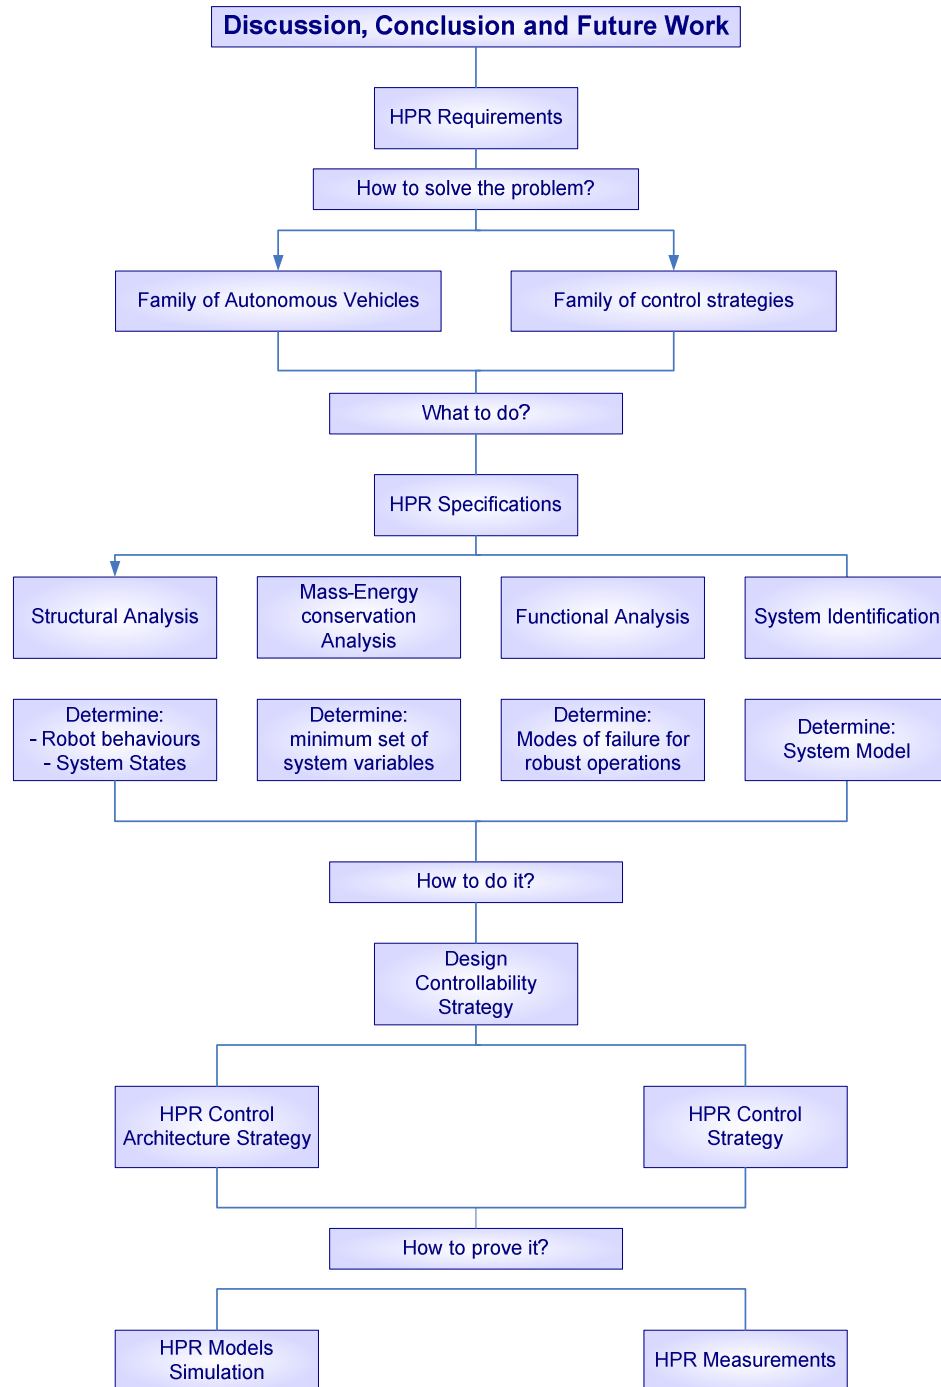 Discussion, Conclusion and Future Work
HPR Requirements
How to solve the problem?
Family of Autonomous Vehicles
Family of control strategies
What to do?
HPR Specifications
Structural Analysis
Mass-Energy
conservation
Analysis
Functional Analysis
System Identification
Determine:
- Robot behaviours
- System States
Determine:
minimum set of
system variables
Determine:
Modes of failure for
robust operations
Determine:
System Model
How to do it?
Design
Controllability
Strategy
HPR Control
Architecture Strategy
HPR Control
Strategy
How to prove it?
HPR Models
Simulation
HPR Measurements